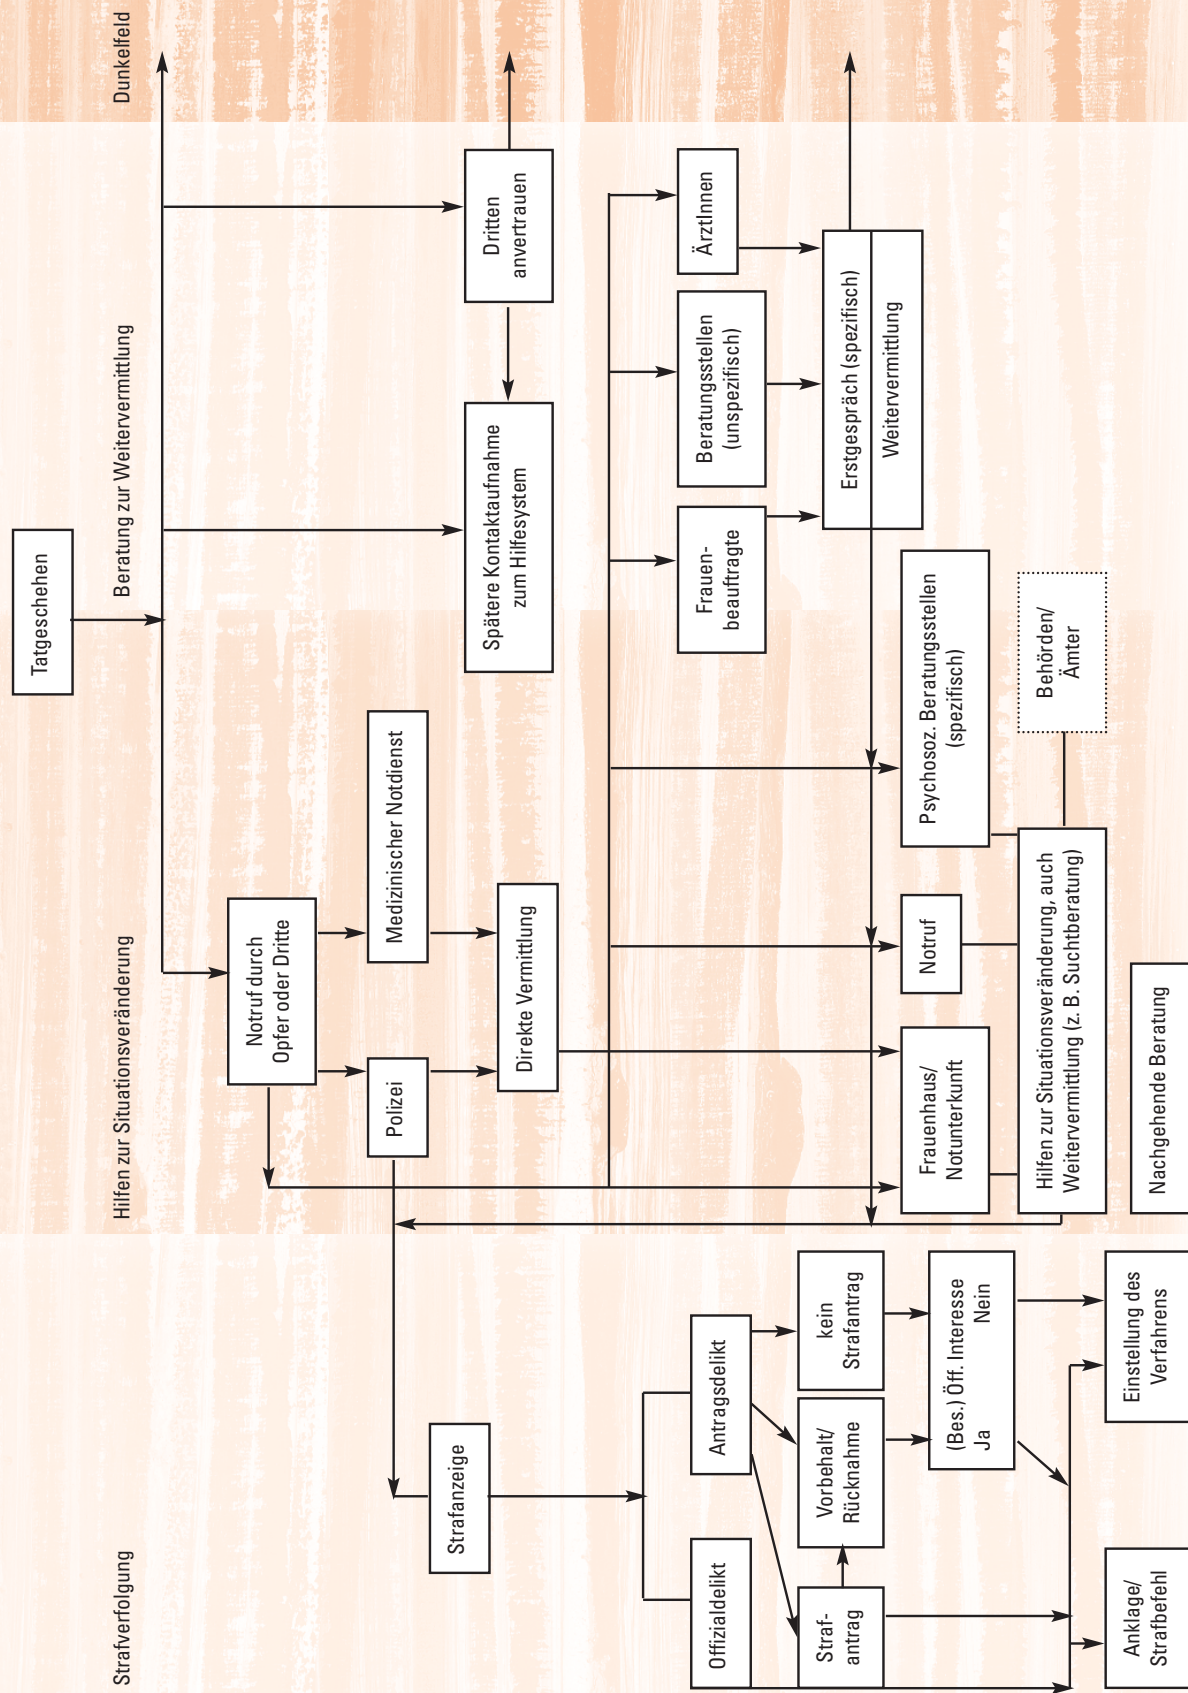 Strafverfolgung
Hilfen zur Situationsveränderung
Beratung zur Weitervermittlung
Dunkelfeld
Tatgeschehen
Notruf durch
Opfer oder Dritte
Polizei
Medizinischer Notdienst
Strafanzeige
Direkte Vermittlung
Spätere Kontaktaufnahme
zum Hilfesystem
Dritten
anvertrauen
Offizialdelikt
Antragsdelikt
Frauen-
beauftragte
Beratungsstellen
(unspezifisch)
ÄrztInnen
Straf-
antrag
Vorbehalt/
Rücknahme
kein
Strafantrag
Erstgespräch (spezifisch)
Weitervermittlung
(Bes.) Öff. Interesse
Ja Nein
Frauenhaus/
Notunterkunft
Notruf
Psychosoz. Beratungsstellen
(spezifisch)
Hilfen zur Situationsveränderung, auch
Weitervermittlung (z. B. Suchtberatung)
Behörden/
Ämter
Anklage/
Strafbefehl
Einstellung des
Verfahrens
Nachgehende Beratung